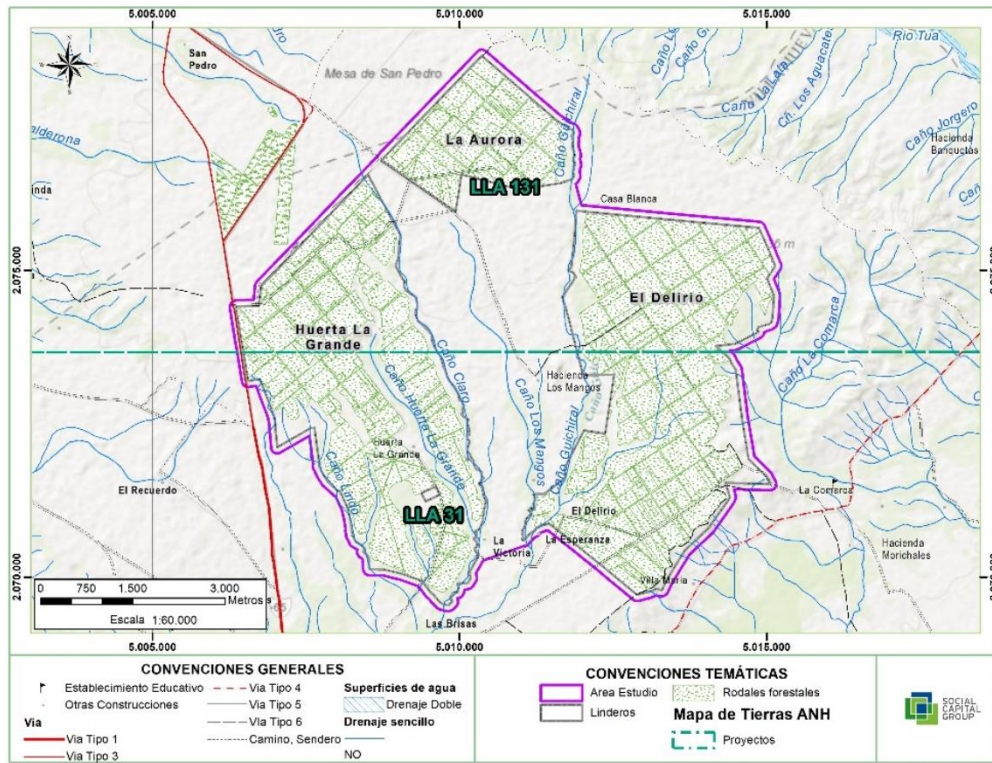 5.005.000
5.010.000
5.015.000
San
Pedro
Mesa de San Pedro
Río Túa
Caño La Lata
Cñ. Los Aguacates
Caño Jorgero
Hacienda
Banquetas
La Aurora
Caño Guichiral
LLA 131
Casa Blanca
2.075.000
El Delirio
Huerta La
Grande
Caño Claro
Caño La Comarca
Hacienda
Los Mangos
Caño Los Mangos
Caño Guichiral
Caño Huerta La Grande
Huerta
La Grande
Caño Lindo
El Recuerdo
LLA 31
La Comarca
El Delirio
La
Victoria
La Esperanza
Hacienda
Morichales
Villa María
Las Brisas
2.070.000
0 750 1.500 3.000
Metros
Escala 1:60.000
5.005.000
5.010.000
5.015.000
CONVENCIONES GENERALES
Establecimiento Educativo
Otras Construcciones
Via
Via Tipo 1
Via Tipo 3
Via Tipo 4
Via Tipo 5
Via Tipo 6
Camino, Sendero
Superficies de agua
Drenaje Doble
Drenaje sencillo
NO
CONVENCIONES TEMÁTICAS
Area Estudio
Linderos
Rodales forestales
Mapa de Tierras ANH
Proyectos
SOCIAL
CAPITAL
GROUP